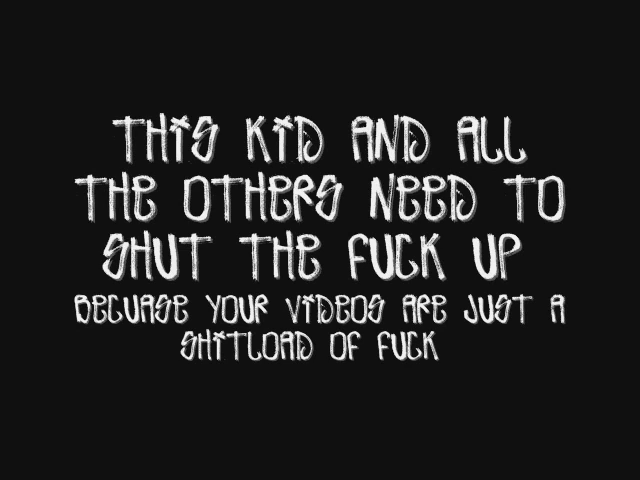 THIS KID AND ALL
THE OTHERS NEED TO
SHUT THE FUCK UP
BECUASE YOUR VIDEOS ARE JUST A
SHITLOAD OF FUCK